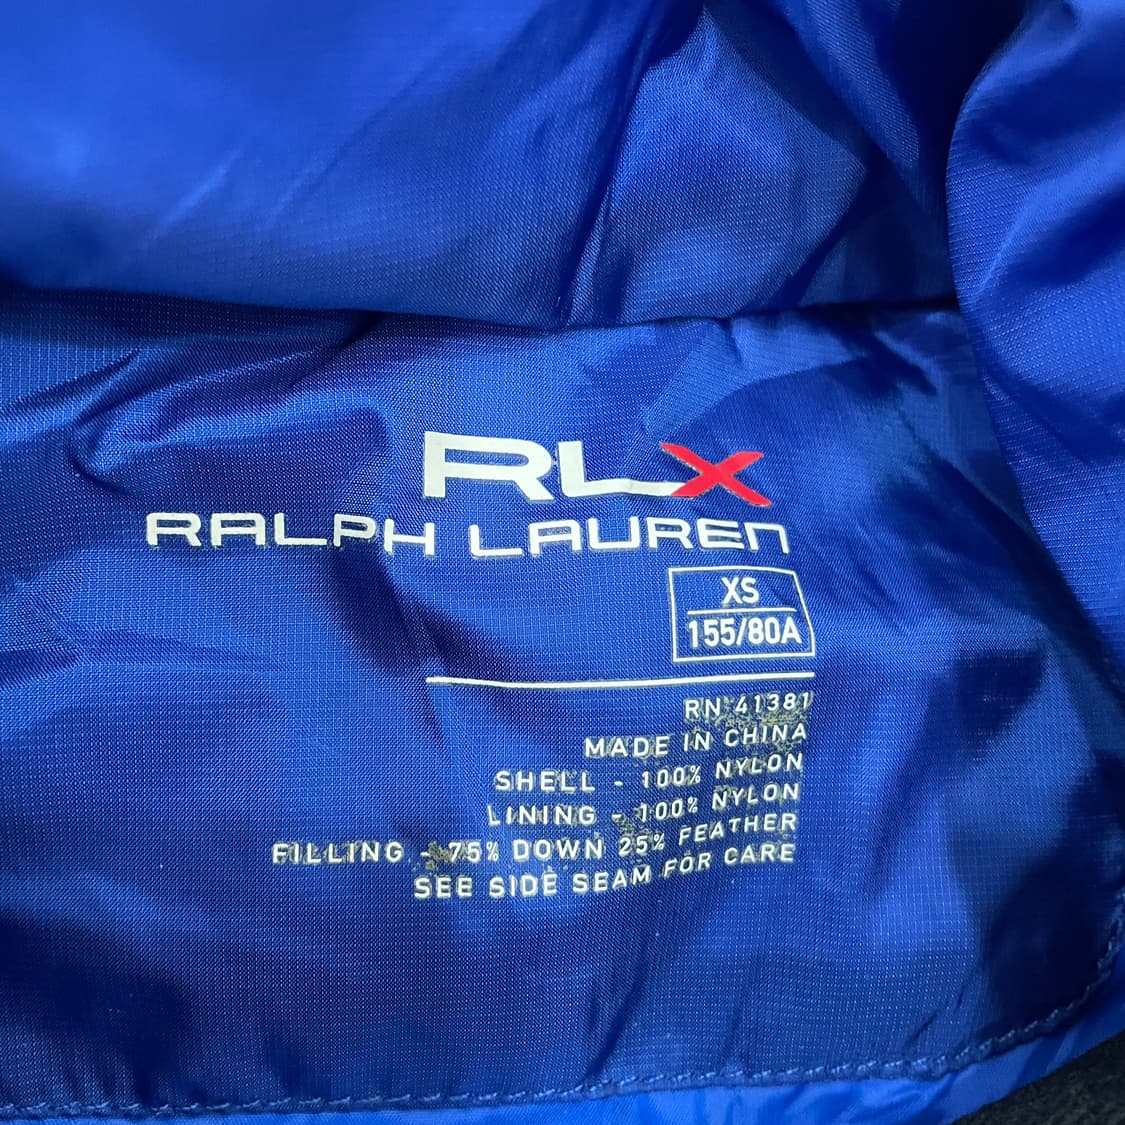 RLX
RALPH LAUREN
XS
155/80A
RN 41381
MADE IN CHINA
SHELL - 100% NYLON
LINING - 100% NYLON
FILLING - 75% DOWN 25% FEATHER
SEE SIDE SEAM FOR CARE